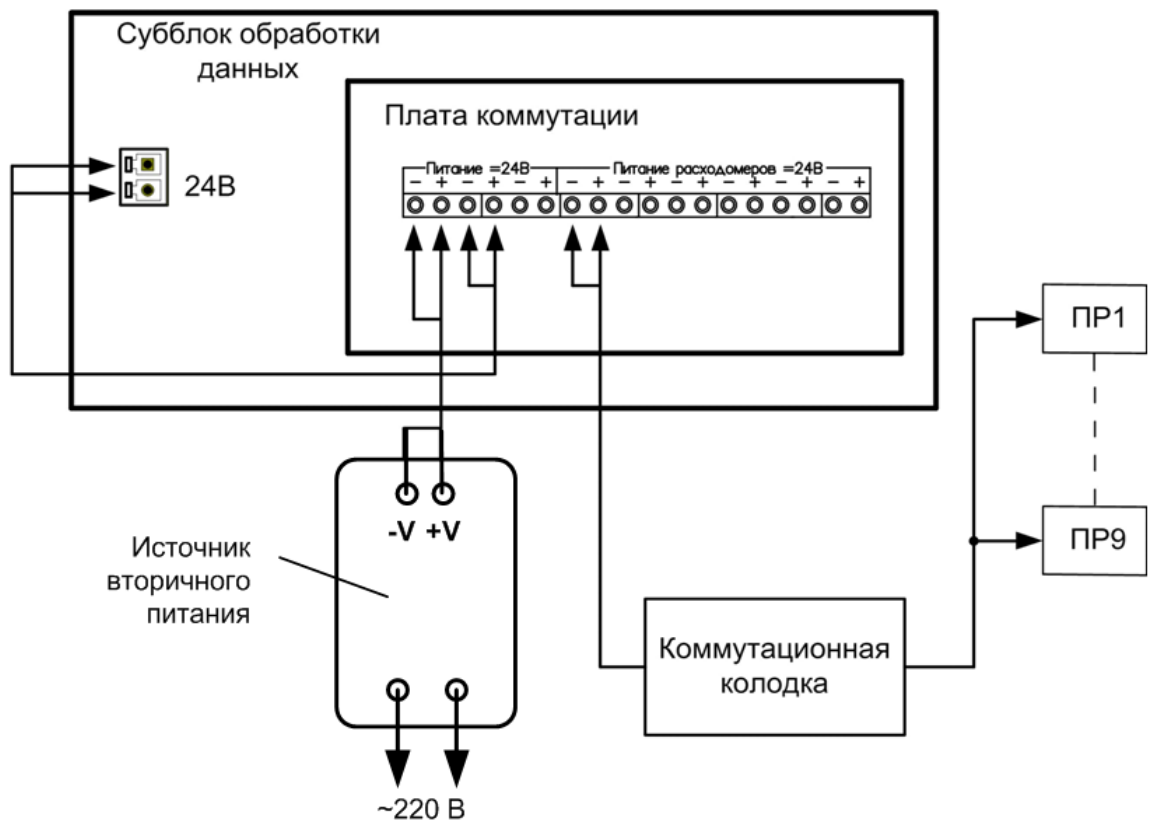 Субблок обработки
данных
Плата коммутации
Питание =24В
Питание расходомеров =24В
− + − + − + − + − + − + − + − + − +
24В
ПР1
-V +V
Источник
вторичного
питания
ПР9
Коммутационная
колодка
~220 В